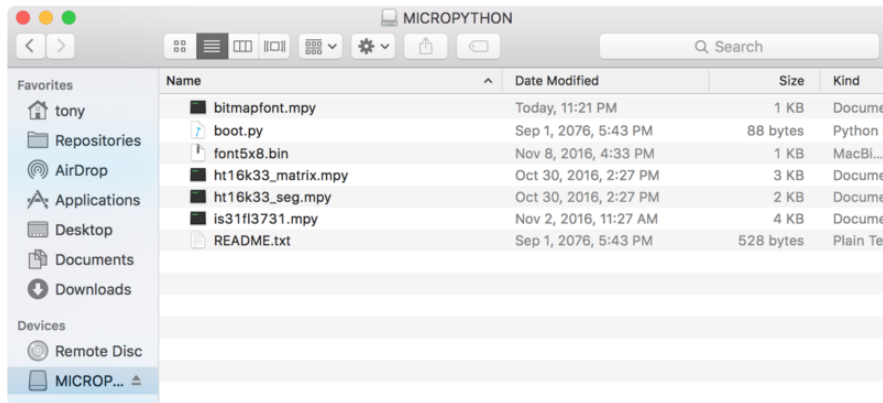 MICROPYTHON
Search
Favorites
tony
Repositories
AirDrop
Applications
Desktop
Documents
Downloads
Devices
Remote Disc
MICROP...
Name Date Modified Size Kind
bitmapfont.mpy Today, 11:21 PM 1 KB Docume
boot.py Sep 1, 2076, 5:43 PM 88 bytes Python
font5x8.bin Nov 8, 2016, 4:33 PM 1 KB MacBi...
ht16k33_matrix.mpy Oct 30, 2016, 2:27 PM 3 KB Docume
ht16k33_seg.mpy Oct 30, 2016, 2:27 PM 2 KB Docume
is31fl3731.mpy Nov 2, 2016, 11:27 AM 4 KB Docume
README.txt Sep 1, 2076, 5:43 PM 528 bytes Plain Te